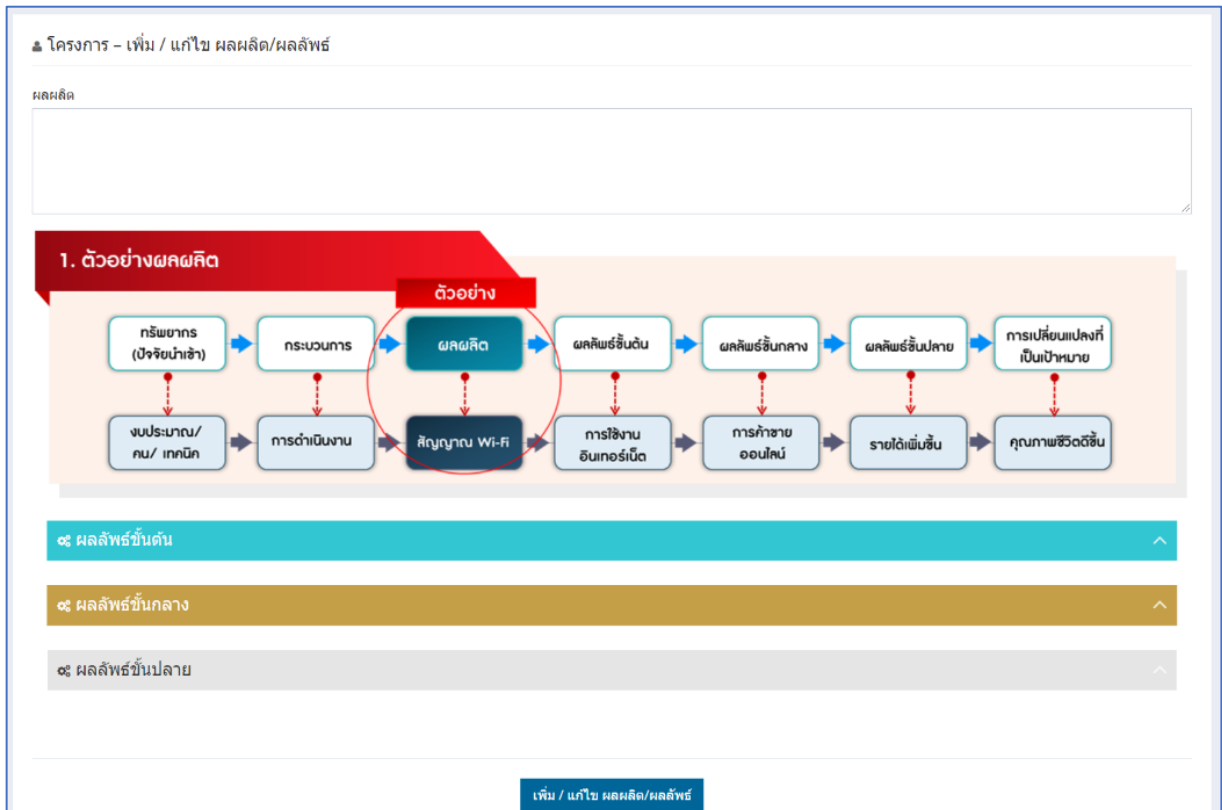 โครงการ – เพิ่ม / แก้ไข ผลผลิต/ผลลัพธ์
ผลผลิต
1. ตัวอย่างผลผลิต
ตัวอย่าง
ทรัพยากร
(ปัจจัยนำเข้า)
กระบวนการ
ผลผลิต
ผลลัพธ์ขั้นต้น
ผลลัพธ์ขั้นกลาง
ผลลัพธ์ขั้นปลาย
การเปลี่ยนแปลงที่
เป็นเป้าหมาย
งบประมาณ/
คน/ เทคนิค
การดำเนินงาน
สัญญาณ Wi-Fi
การใช้งาน
อินเทอร์เน็ต
การค้าขาย
ออนไลน์
รายได้เพิ่มขึ้น
คุณภาพชีวิตดีขึ้น
ผลลัพธ์ขั้นต้น
ผลลัพธ์ขั้นกลาง
ผลลัพธ์ขั้นปลาย
เพิ่ม / แก้ไข ผลผลิต/ผลลัพธ์